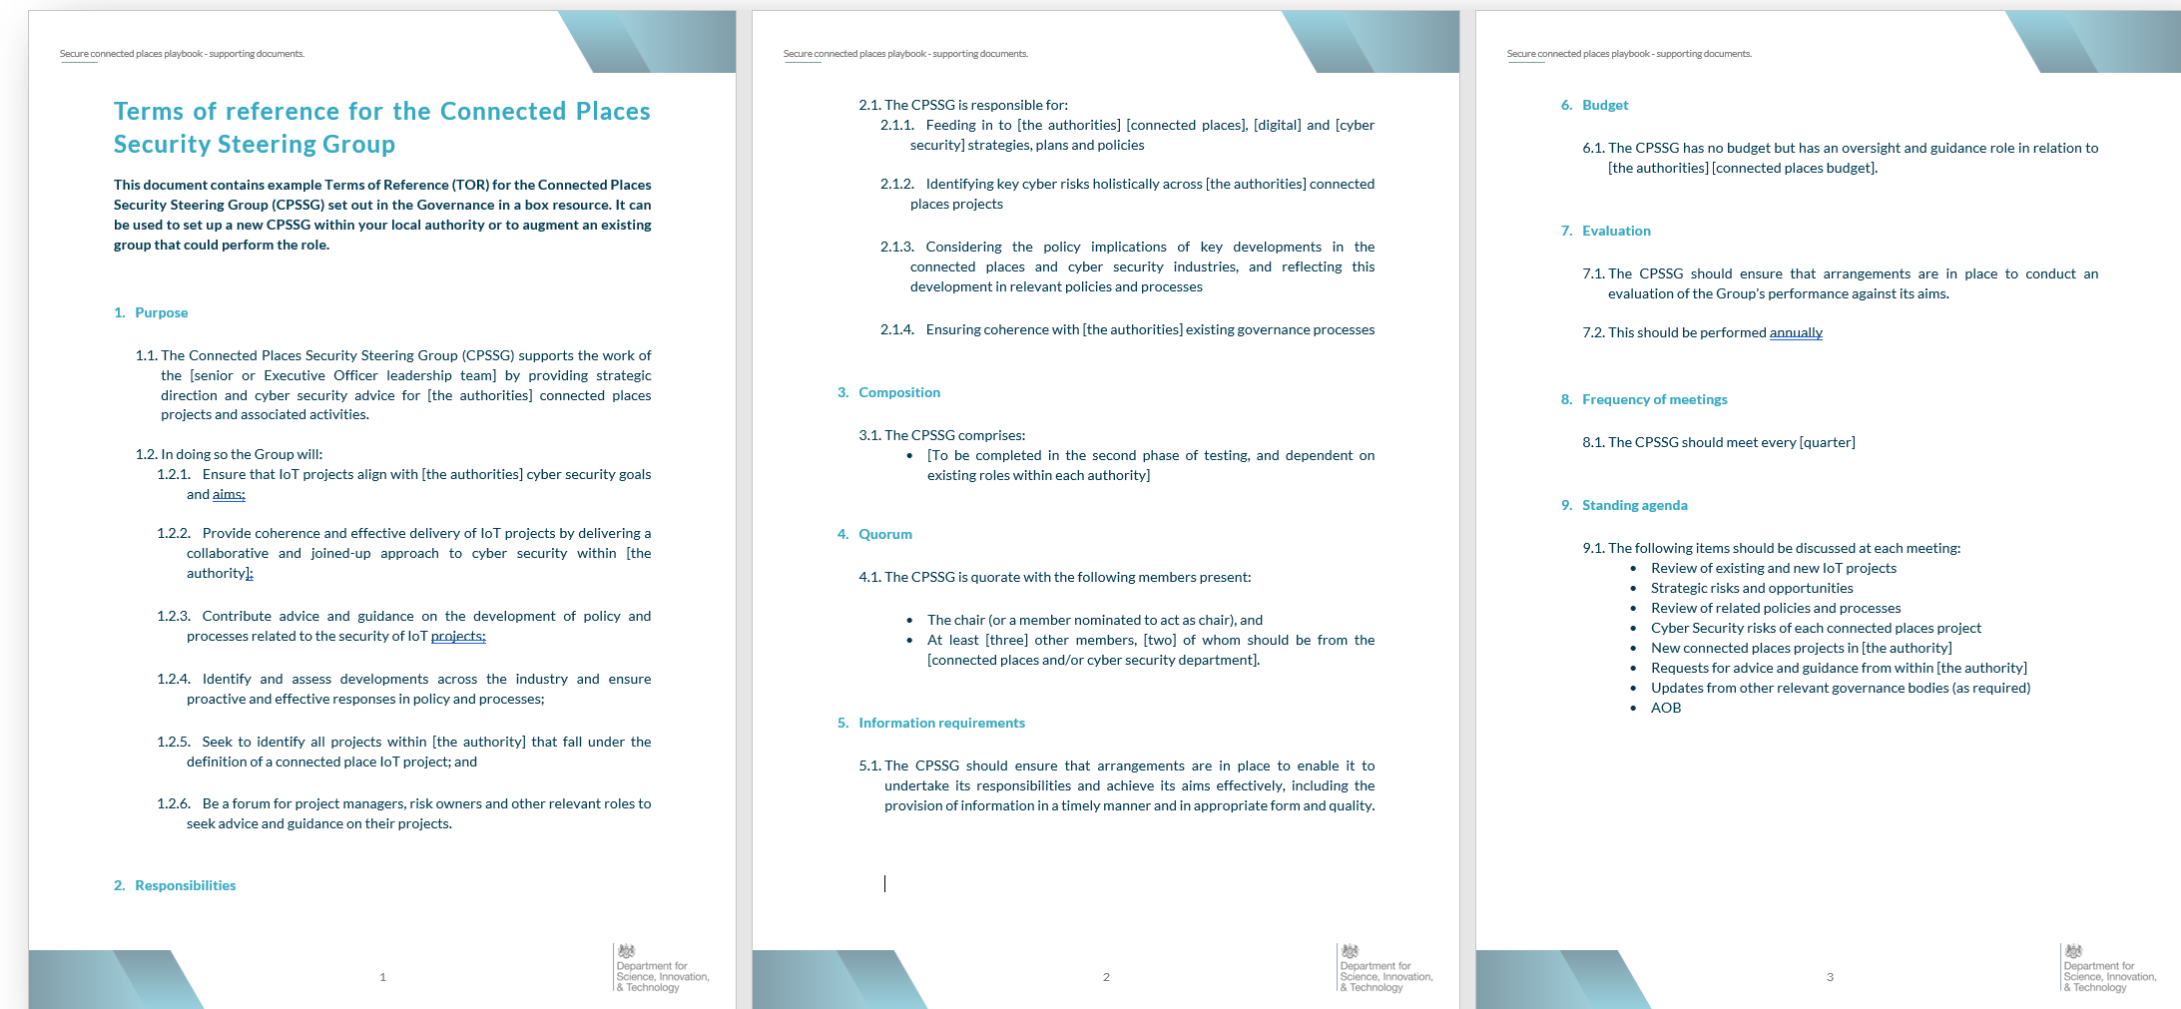 Secure connected places playbook - supporting documents.
Terms of reference for the Connected Places
Security Steering Group
This document contains example Terms of Reference (TOR) for the Connected Places
Security Steering Group (CPSSG) set out in the Governance in a box resource. It can
be used to set up a new CPSSG within your local authority or to augment an existing
group that could perform the role.
1. Purpose
1.1. The Connected Places Security Steering Group (CPSSG) supports the work of
the [senior or Executive Officer leadership team] by providing strategic
direction and cyber security advice for [the authorities] connected places
projects and associated activities.
1.2. In doing so the Group will:
1.2.1. Ensure that IoT projects align with [the authorities] cyber security goals
and aims;
1.2.2. Provide coherence and effective delivery of IoT projects by delivering a
collaborative and joined-up approach to cyber security within [the
authority];
1.2.3. Contribute advice and guidance on the development of policy and
processes related to the security of IoT projects;
1.2.4. Identify and assess developments across the industry and ensure
proactive and effective responses in policy and processes;
1.2.5. Seek to identify all projects within [the authority] that fall under the
definition of a connected place IoT project; and
1.2.6. Be a forum for project managers, risk owners and other relevant roles to
seek advice and guidance on their projects.
2. Responsibilities
1
Department for
Science, Innovation,
& Technology
Secure connected places playbook - supporting documents.
2.1. The CPSSG is responsible for:
2.1.1. Feeding in to [the authorities] [connected places], [digital] and [cyber
security] strategies, plans and policies
2.1.2. Identifying key cyber risks holistically across [the authorities] connected
places projects
2.1.3. Considering the policy implications of key developments in the
connected places and cyber security industries, and reflecting this
development in relevant policies and processes
2.1.4. Ensuring coherence with [the authorities] existing governance processes
3. Composition
3.1. The CPSSG comprises:
• [To be completed in the second phase of testing, and dependent on
existing roles within each authority]
4. Quorum
4.1. The CPSSG is quorate with the following members present:
• The chair (or a member nominated to act as chair), and
• At least [three] other members, [two] of whom should be from the
[connected places and/or cyber security department].
5. Information requirements
5.1. The CPSSG should ensure that arrangements are in place to enable it to
undertake its responsibilities and achieve its aims effectively, including the
provision of information in a timely manner and in appropriate form and quality.
2
Department for
Science, Innovation,
& Technology
Secure connected places playbook - supporting documents.
6. Budget
6.1. The CPSSG has no budget but has an oversight and guidance role in relation to
[the authorities] [connected places budget].
7. Evaluation
7.1. The CPSSG should ensure that arrangements are in place to conduct an
evaluation of the Group's performance against its aims.
7.2. This should be performed annually
8. Frequency of meetings
8.1. The CPSSG should meet every [quarter]
9. Standing agenda
9.1. The following items should be discussed at each meeting:
• Review of existing and new IoT projects
• Strategic risks and opportunities
• Review of related policies and processes
• Cyber Security risks of each connected places project
• New connected places projects in [the authority]
• Requests for advice and guidance from within [the authority]
• Updates from other relevant governance bodies (as required)
• AOB
3
Department for
Science, Innovation,
& Technology